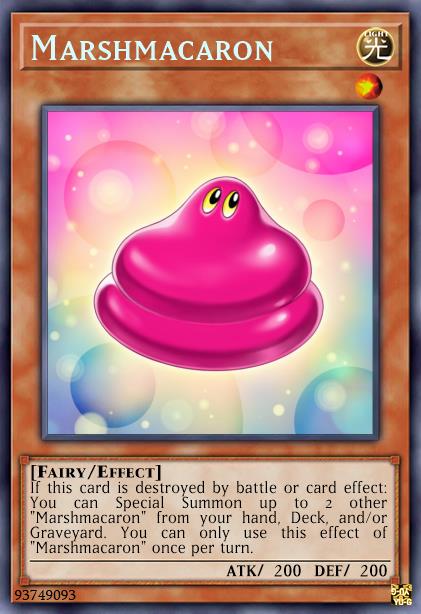 MARSHMACARON
LIGHT
光
[FAIRY/EFFECT]
If this card is destroyed by battle or card effect:
You can Special Summon up to 2 other
"Marshmacaron" from your hand, Deck, and/or
Graveyard. You can only use this effect of
"Marshmacaron" once per turn.
ATK/ 200 DEF/ 200
93749093